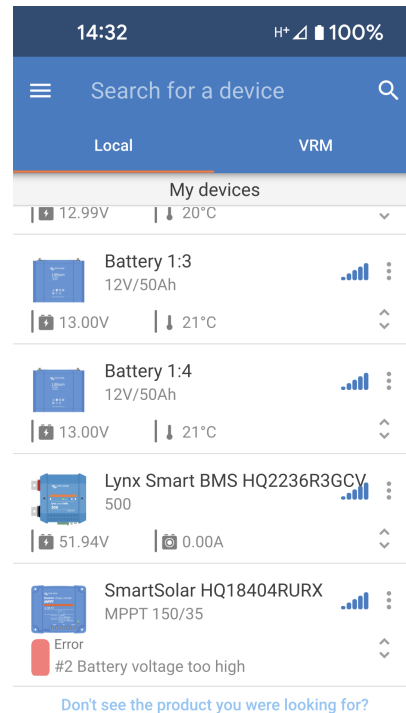 14:32 H+ 100%
Search for a device
Local VRM
My devices
12.99V 20°C
Battery 1:3
12V/50Ah
13.00V 21°C
Battery 1:4
12V/50Ah
13.00V 21°C
Lynx Smart BMS HQ2236R3GCV
500
51.94V 0.00A
SmartSolar HQ18404RURX
MPPT 150/35
Error
#2 Battery voltage too high
Don't see the product you were looking for?